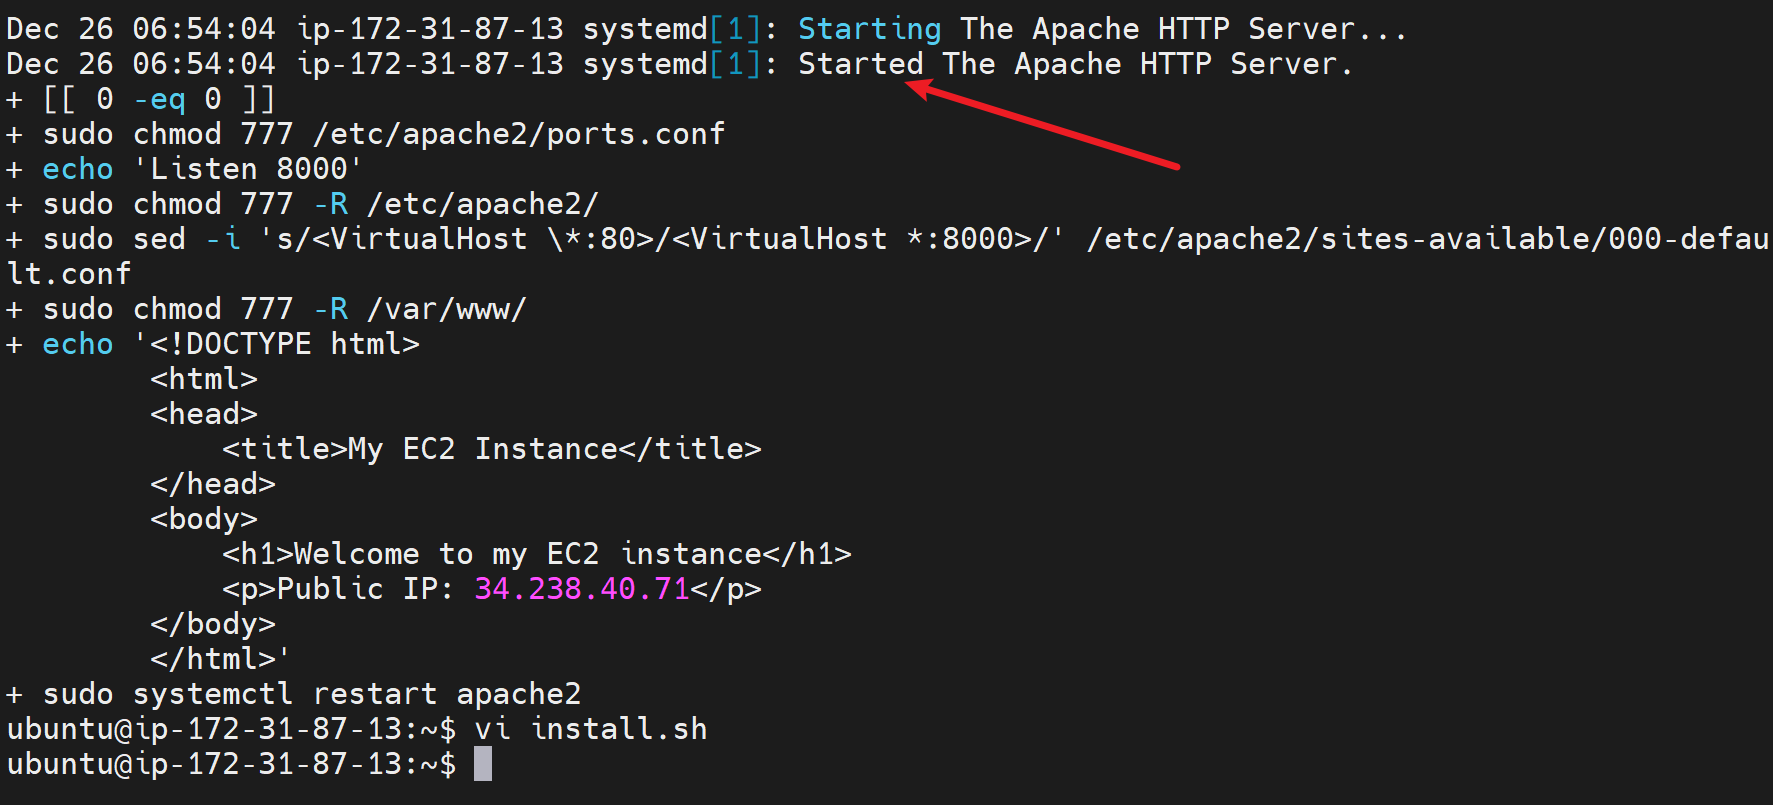 Dec 26 06:54:04 ip-172-31-87-13 systemd[1]: Starting The Apache HTTP Server...
Dec 26 06:54:04 ip-172-31-87-13 systemd[1]: Started The Apache HTTP Server.
+ [[ 0 -eq 0 ]]
+ sudo chmod 777 /etc/apache2/ports.conf
+ echo 'Listen 8000'
+ sudo chmod 777 -R /etc/apache2/
+ sudo sed -i 's/<VirtualHost \*:80>/<VirtualHost *:8000>/' /etc/apache2/sites-available/000-defau
lt.conf
+ sudo chmod 777 -R /var/www/
+ echo '<!DOCTYPE html>
        <html>
        <head>
            <title>My EC2 Instance</title>
        </head>
        <body>
            <h1>Welcome to my EC2 instance</h1>
            <p>Public IP: 34.238.40.71</p>
        </body>
        </html>'
+ sudo systemctl restart apache2
ubuntu@ip-172-31-87-13:~$ vi install.sh
ubuntu@ip-172-31-87-13:~$